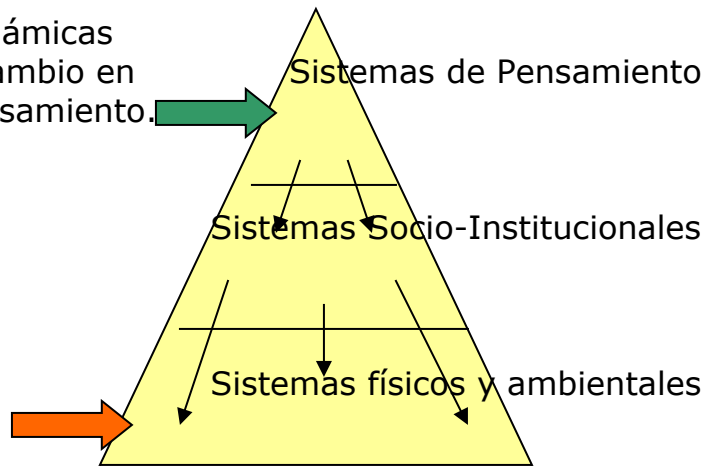 ámicas
ambio en
samiento.
Sistemas de Pensamiento
Sistemas Socio-Institucionales
Sistemas físicos y ambientales